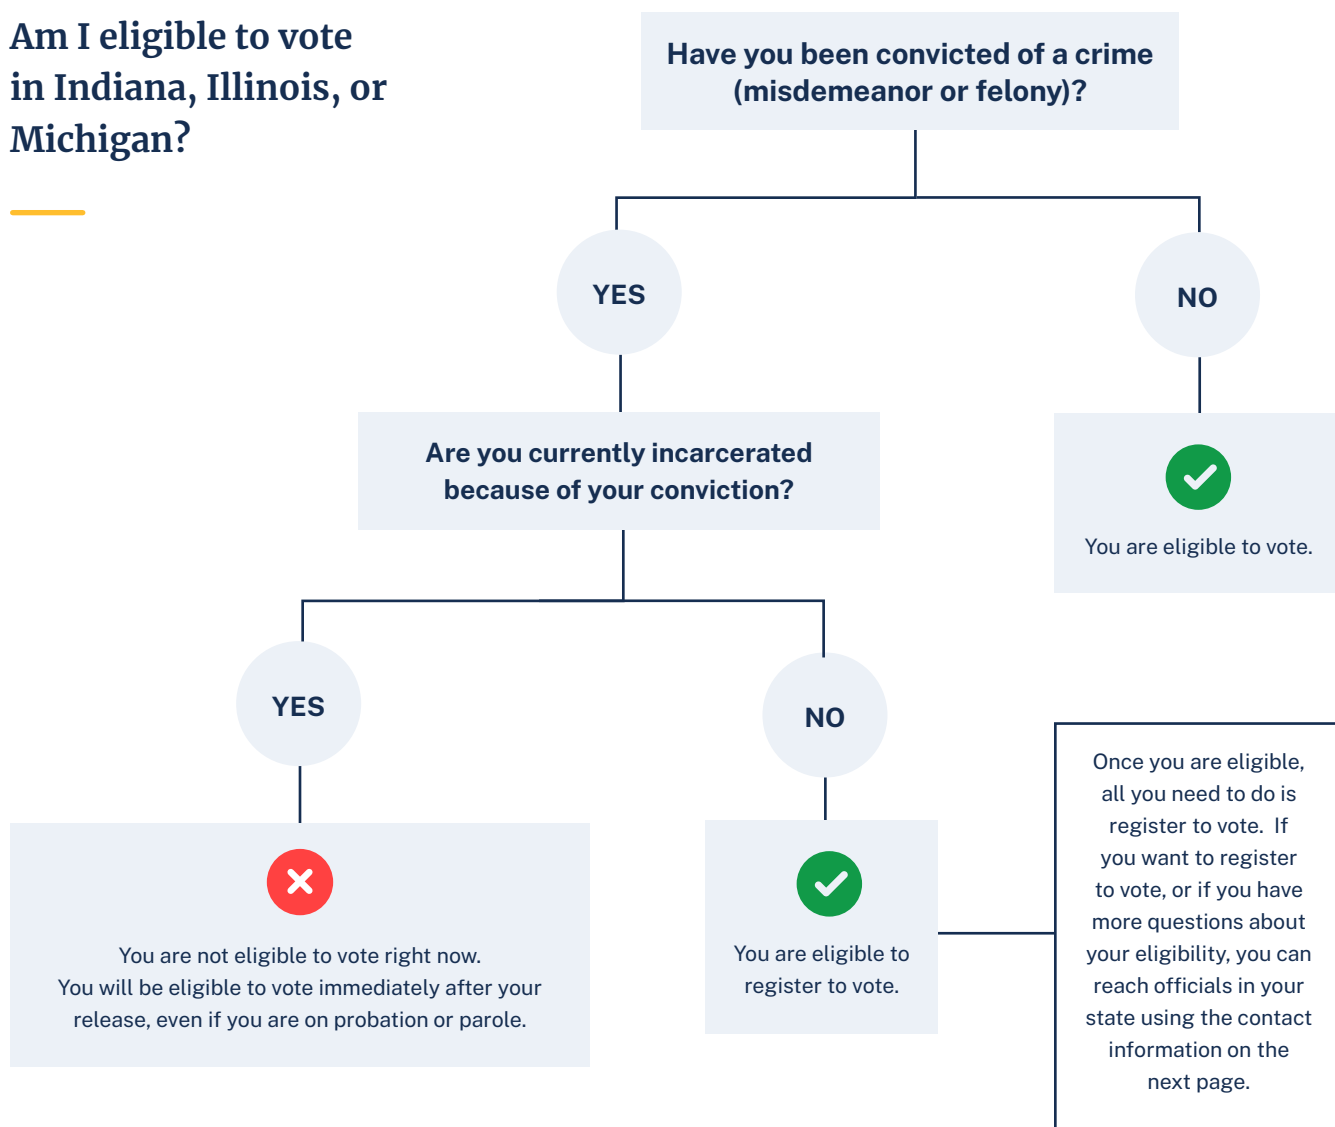 Am I eligible to vote
in Indiana, Illinois, or
Michigan?
Have you been convicted of a crime
(misdemeanor or felony)?
YES
NO
Are you currently incarcerated
because of your conviction?
You are eligible to vote.
YES
NO
You are not eligible to vote right now.
You will be eligible to vote immediately after your
release, even if you are on probation or parole.
You are eligible to
register to vote.
Once you are eligible,
all you need to do is
register to vote.  If
you want to register
to vote, or if you have
more questions about
your eligibility, you can
reach officials in your
state using the contact
information on the
next page.